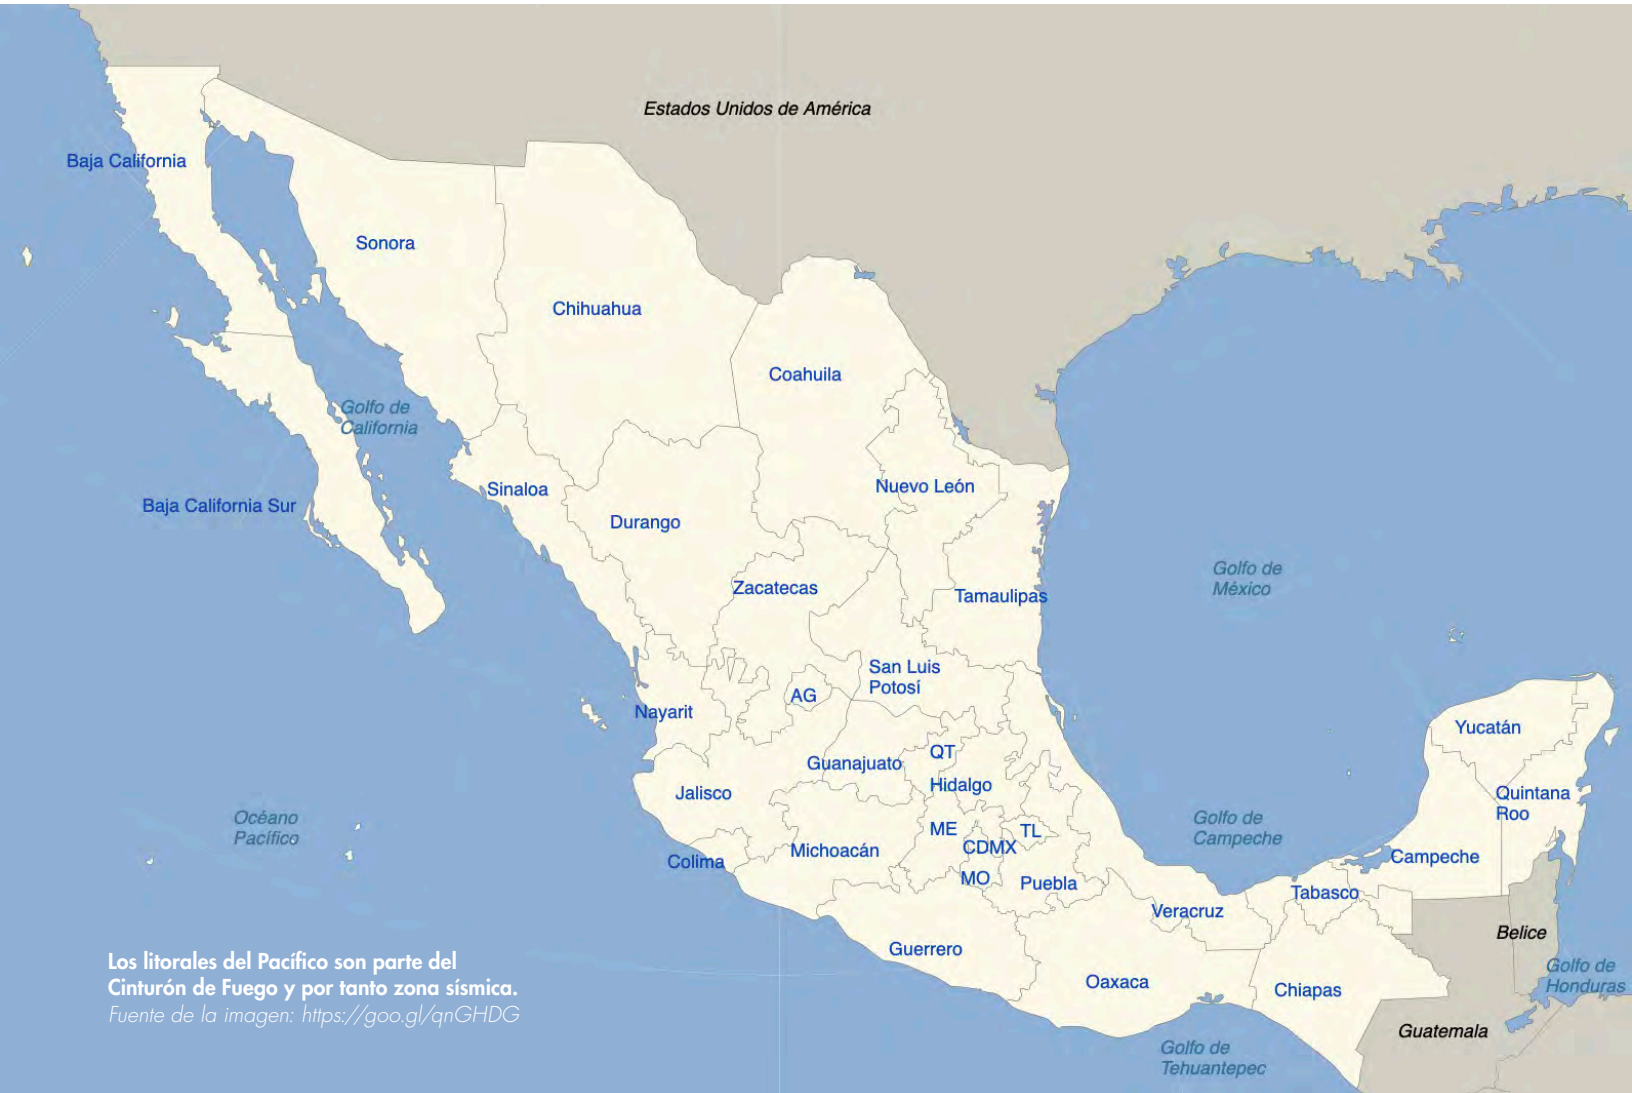 Estados Unidos de América
Baja California
Sonora
Chihuahua
Coahuila
Golfo de
California
Nuevo León
Sinaloa
Baja California Sur
Durango
Golfo de
México
Zacatecas
Tamaulipas
San Luis
Potosí
AG
Nayarit
Yucatán
QT
Guanajuato
Hidalgo
Jalisco
Quintana
Roo
Océano
Pacífico
Golfo de
Campeche
ME
TL
CDMX
Michoacán
Colima
Campeche
MO
Puebla
Tabasco
Veracruz
Belice
Guerrero
Los litorales del Pacífico son parte del
Cinturón de Fuego y por tanto zona sísmica.
Fuente de la imagen: https://goo.gl/qnGHDG
Golfo de
Honduras
Oaxaca
Chiapas
Guatemala
Golfo de
Tehuantepec